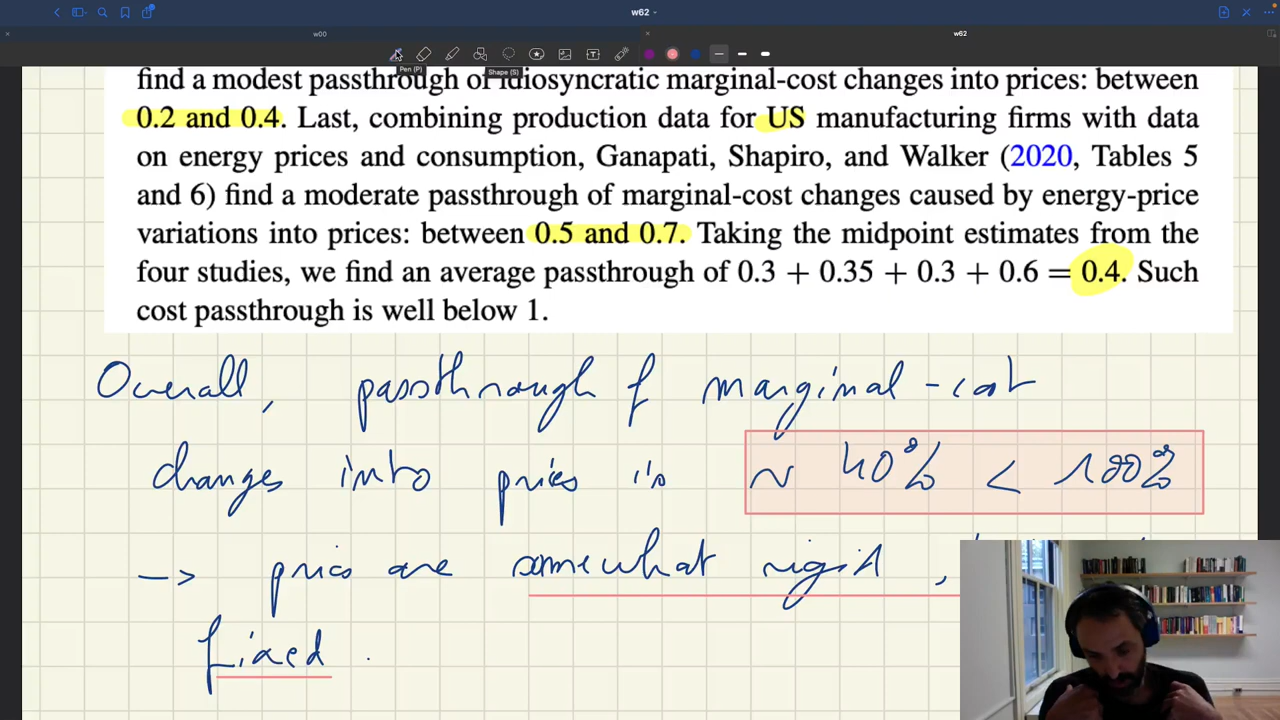 w62
w00
w62
Pen (P)
Shape (S)
find a modest passthrough of idiosyncratic marginal-cost changes into prices: between
0.2 and 0.4. Last, combining production data for US manufacturing firms with data
on energy prices and consumption, Ganapati, Shapiro, and Walker (2020, Tables 5
and 6) find a moderate passthrough of marginal-cost changes caused by energy-price
variations into prices: between 0.5 and 0.7. Taking the midpoint estimates from the
four studies, we find an average passthrough of 0.3 + 0.35 + 0.3 + 0.6 = 0.4. Such
cost passthrough is well below 1.
Overall, passthrough of marginal-cost
changes into prices is ~ 40% < 100%
-> prices are somewhat rigid,
fixed.